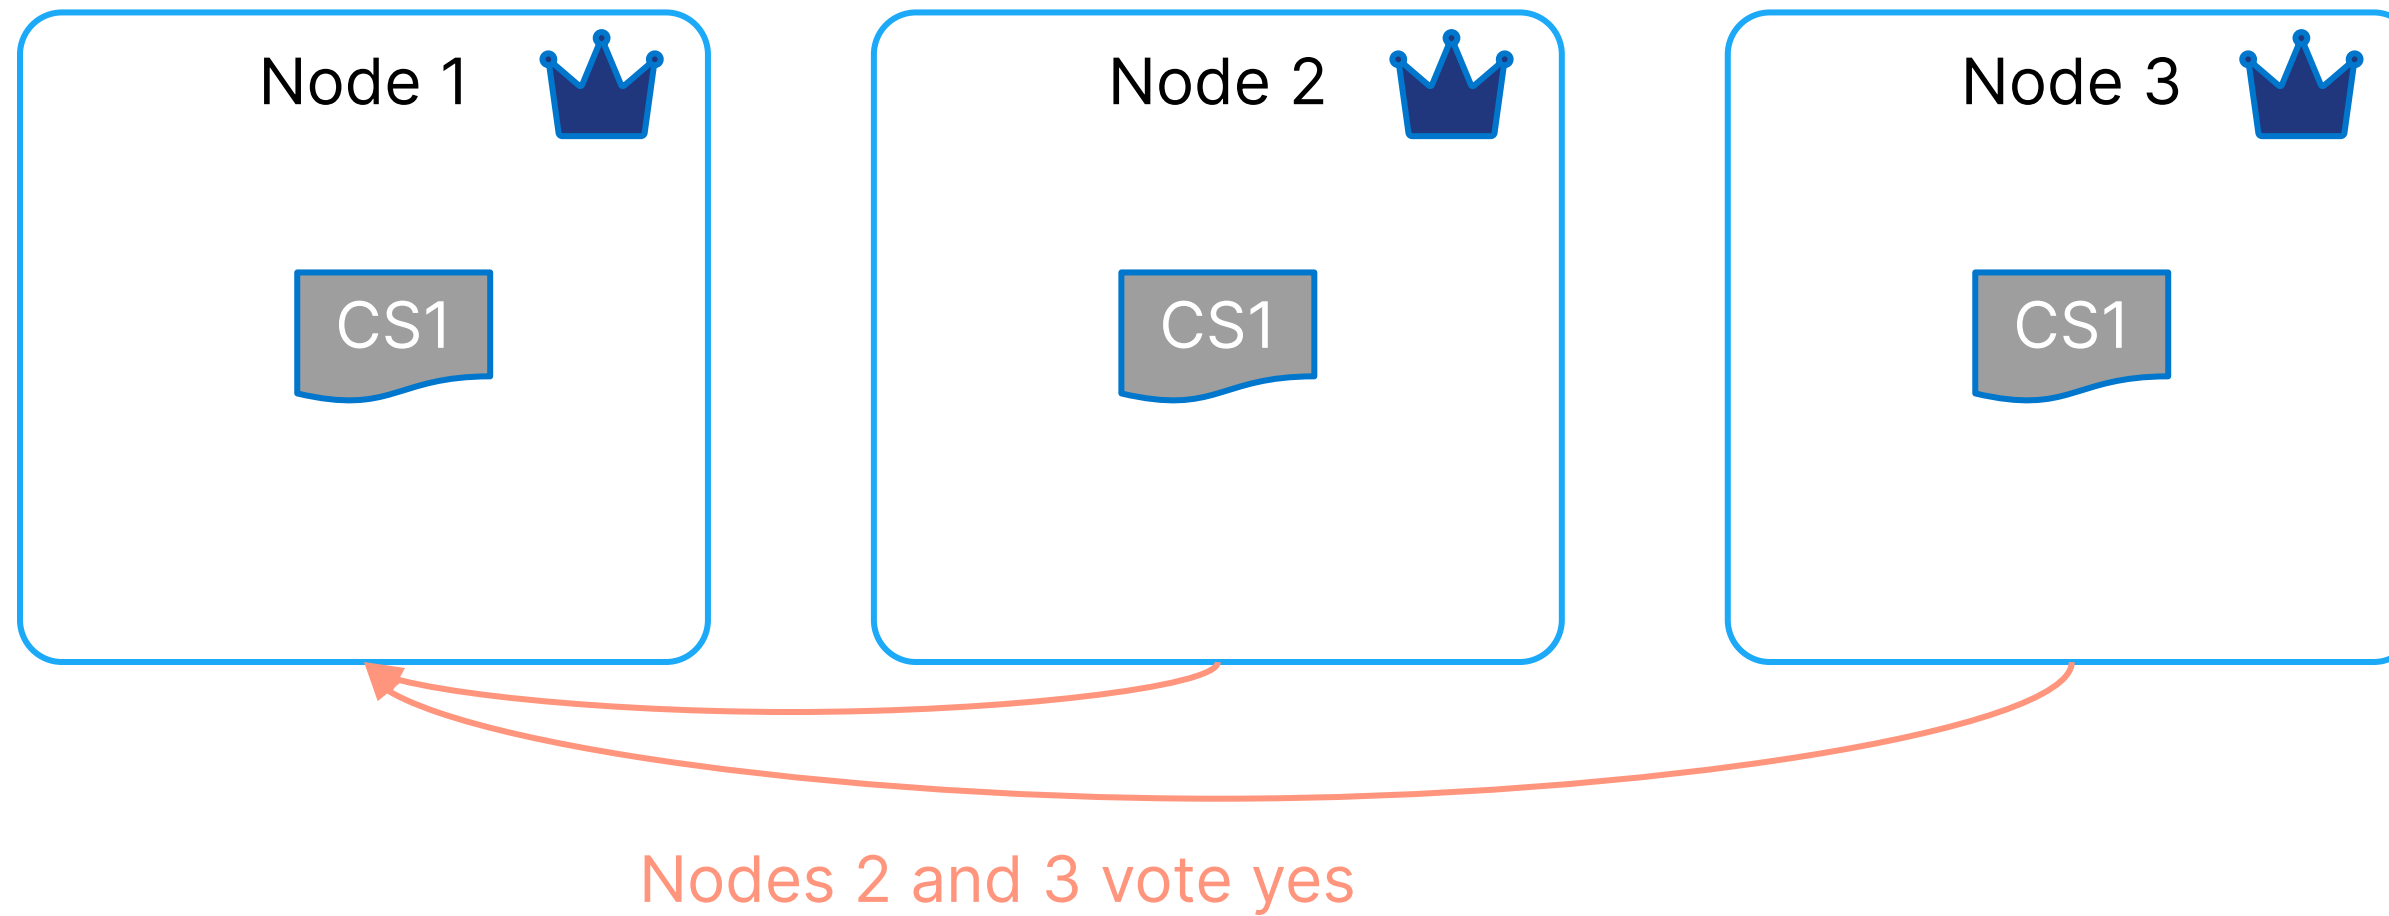 Node 1
Node 2
Node 3
CS1
CS1
CS1
Nodes 2 and 3 vote yes